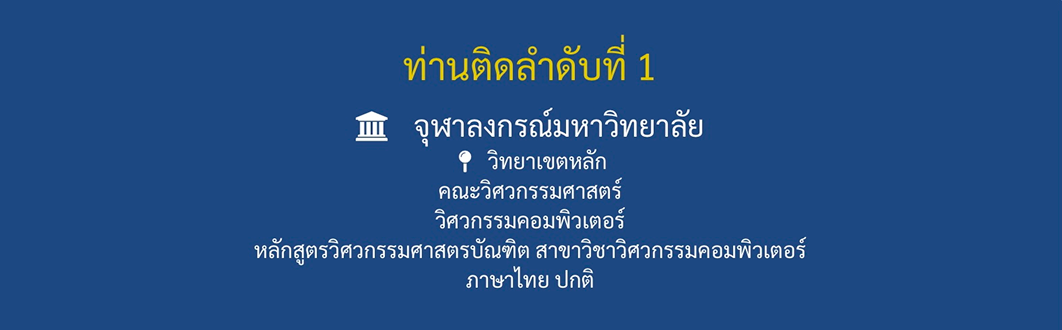 ท่านติดลำดับที่ 1
จุฬาลงกรณ์มหาวิทยาลัย
วิทยาเขตหลัก
คณะวิศวกรรมศาสตร์
วิศวกรรมคอมพิวเตอร์
หลักสูตรวิศวกรรมศาสตรบัณฑิต สาขาวิชาวิศวกรรมคอมพิวเตอร์
ภาษาไทย ปกติ